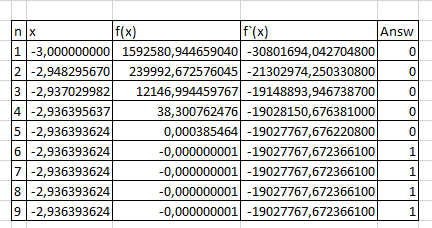 n x f(x) f`(x) Answ
1 -3,000000000 1592580,944659040 -30801694,042704800 0
2 -2,948295670 239992,672576045 -21302974,250330800 0
3 -2,937029982 12146,994459767 -19148893,946738700 0
4 -2,936395637 38,300762476 -19028150,676381000 0
5 -2,936393624 0,000385464 -19027767,676220800 0
6 -2,936393624 -0,000000001 -19027767,672366100 1
7 -2,936393624 -0,000000001 -19027767,672366100 1
8 -2,936393624 -0,000000001 -19027767,672366100 1
9 -2,936393624 -0,000000001 -19027767,672366100 1